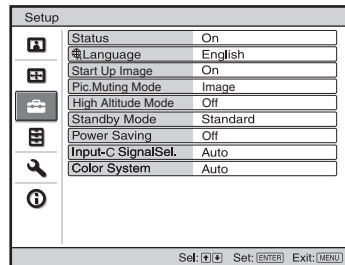 Setup
Status On
Language English
Start Up Image On
Pic.Muting Mode Image
High Altitude Mode Off
Standby Mode Standard
Power Saving Off
Input-C SignalSel. Auto
Color System Auto
Sel: Set: ENTER Exit: MENU